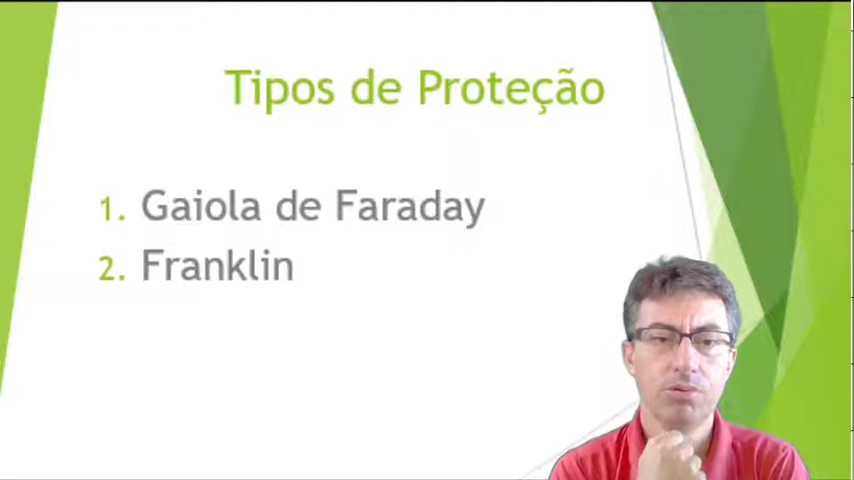 Tipos de Proteção
1. Gaiola de Faraday
2. Franklin